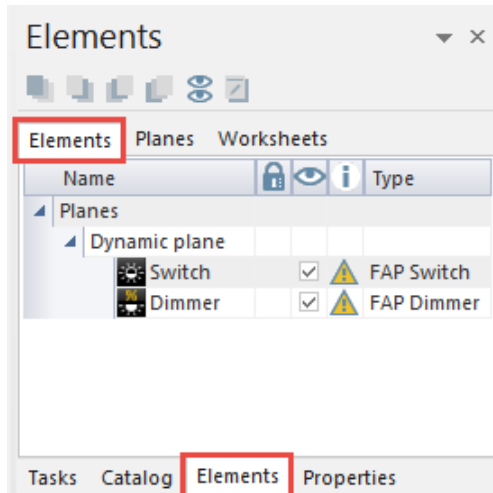 Elements
Elements Planes Worksheets
Name Type
Planes
Dynamic plane
Switch FAP Switch
Dimmer FAP Dimmer
Tasks Catalog Elements Properties